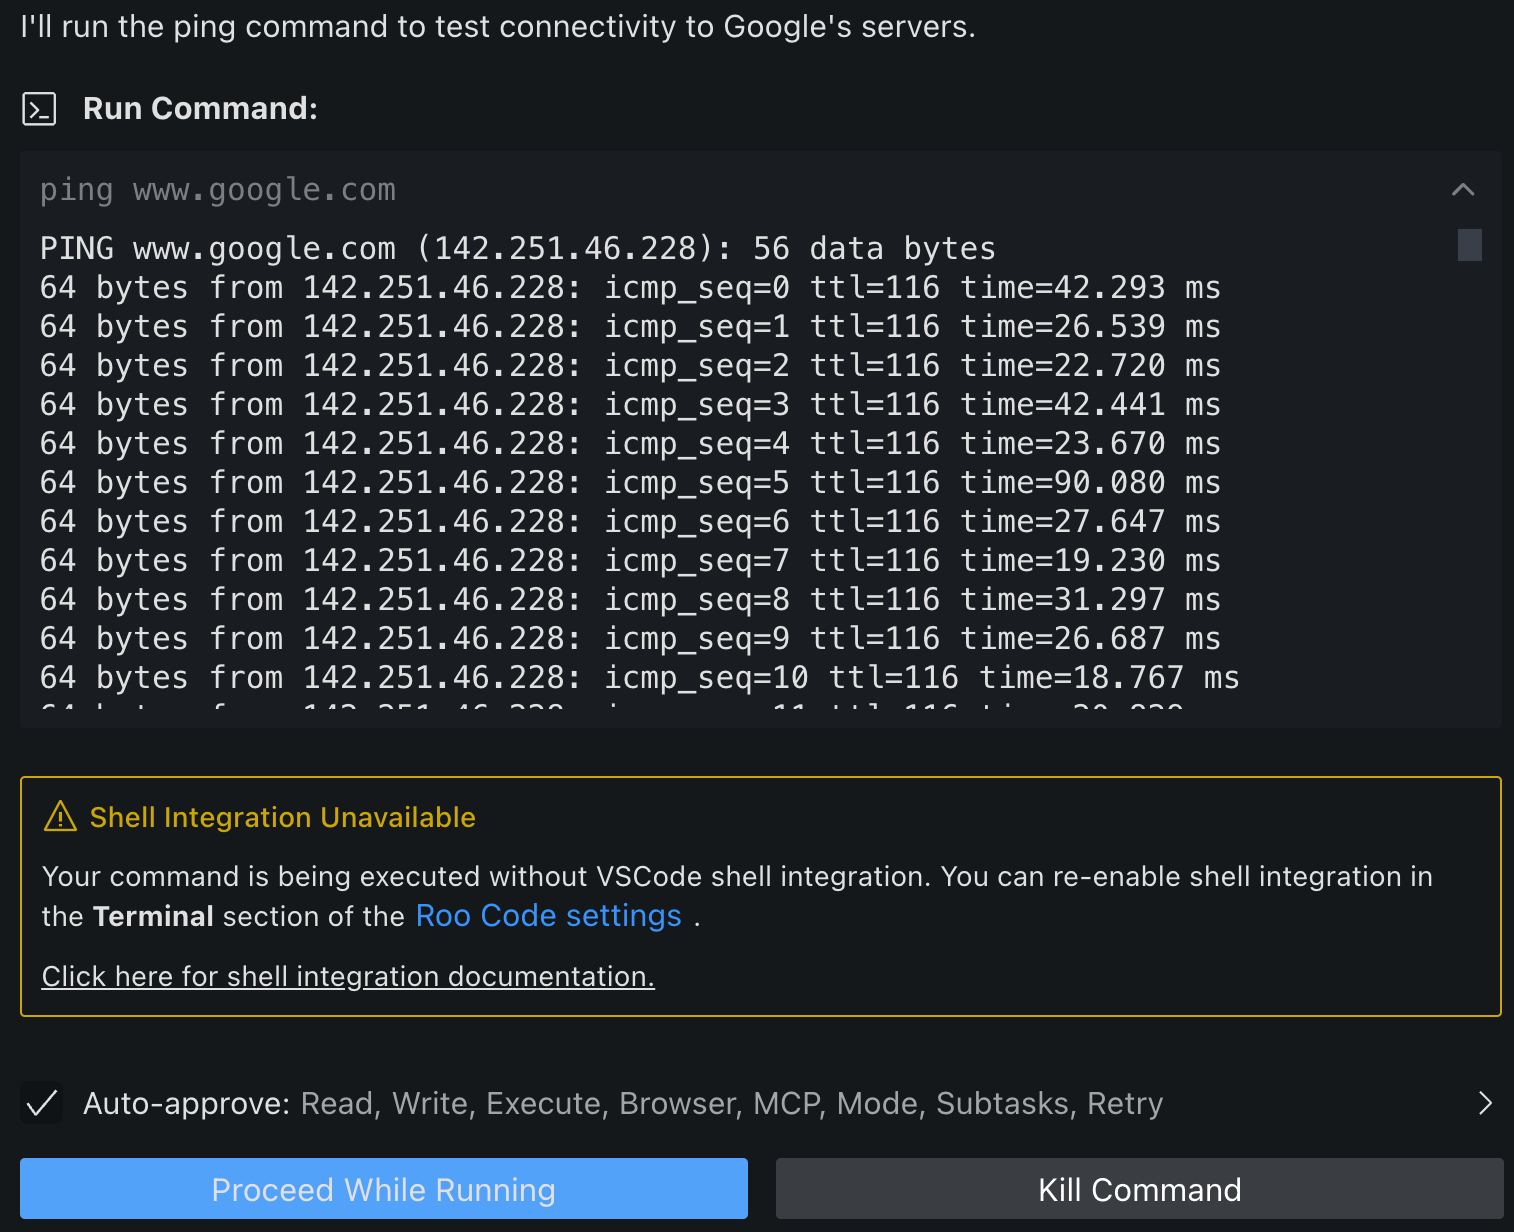 I'll run the ping command to test connectivity to Google's servers.
Run Command:
ping www.google.com
PING www.google.com (142.251.46.228): 56 data bytes
64 bytes from 142.251.46.228: icmp_seq=0 ttl=116 time=42.293 ms
64 bytes from 142.251.46.228: icmp_seq=1 ttl=116 time=26.539 ms
64 bytes from 142.251.46.228: icmp_seq=2 ttl=116 time=22.720 ms
64 bytes from 142.251.46.228: icmp_seq=3 ttl=116 time=42.441 ms
64 bytes from 142.251.46.228: icmp_seq=4 ttl=116 time=23.670 ms
64 bytes from 142.251.46.228: icmp_seq=5 ttl=116 time=90.080 ms
64 bytes from 142.251.46.228: icmp_seq=6 ttl=116 time=27.647 ms
64 bytes from 142.251.46.228: icmp_seq=7 ttl=116 time=19.230 ms
64 bytes from 142.251.46.228: icmp_seq=8 ttl=116 time=31.297 ms
64 bytes from 142.251.46.228: icmp_seq=9 ttl=116 time=26.687 ms
64 bytes from 142.251.46.228: icmp_seq=10 ttl=116 time=18.767 ms
Shell Integration Unavailable
Your command is being executed without VSCode shell integration. You can re-enable shell integration in
the Terminal section of the Roo Code settings .
Click here for shell integration documentation.
Auto-approve: Read, Write, Execute, Browser, MCP, Mode, Subtasks, Retry
Proceed While Running
Kill Command